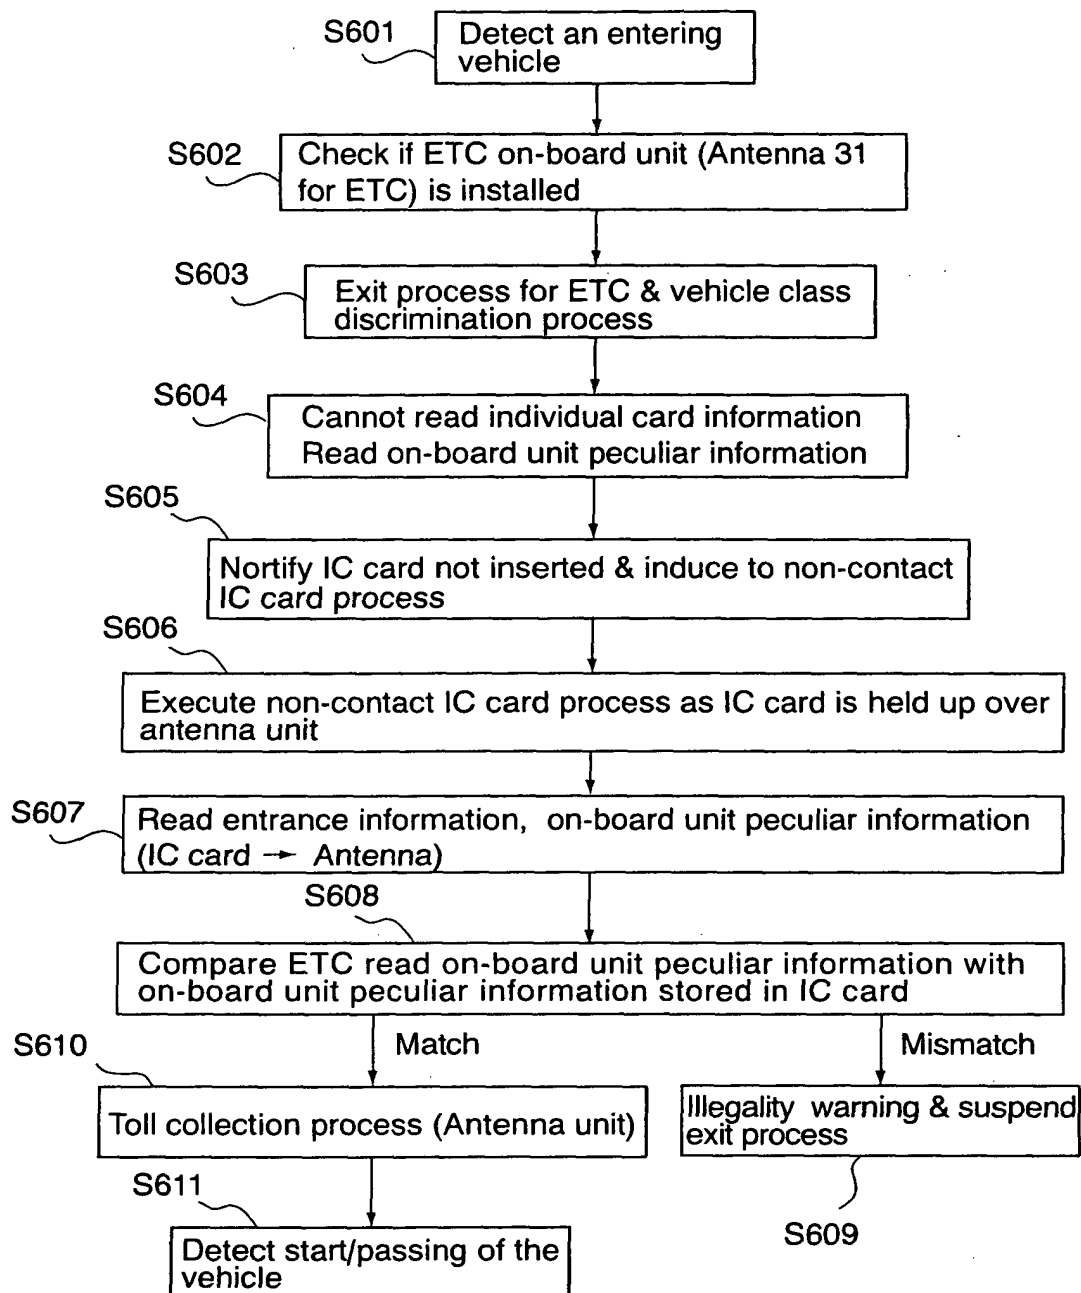 S601
Detect an entering
vehicle
S602
Check if ETC on-board unit (Antenna 31
for ETC) is installed
S603
Exit process for ETC & vehicle class
discrimination process
S604
Cannot read individual card information
Read on-board unit peculiar information
S605
Nortify IC card not inserted & induce to non-contact
IC card process
S606
Execute non-contact IC card process as IC card is held up over
antenna unit
S607
Read entrance information, on-board unit peculiar information
(IC card → Antenna)
S608
Compare ETC read on-board unit peculiar information with
on-board unit peculiar information stored in IC card
Match
Mismatch
S610
Toll collection process (Antenna unit)
Illegality warning & suspend
exit process
S609
S611
Detect start/passing of the
vehicle